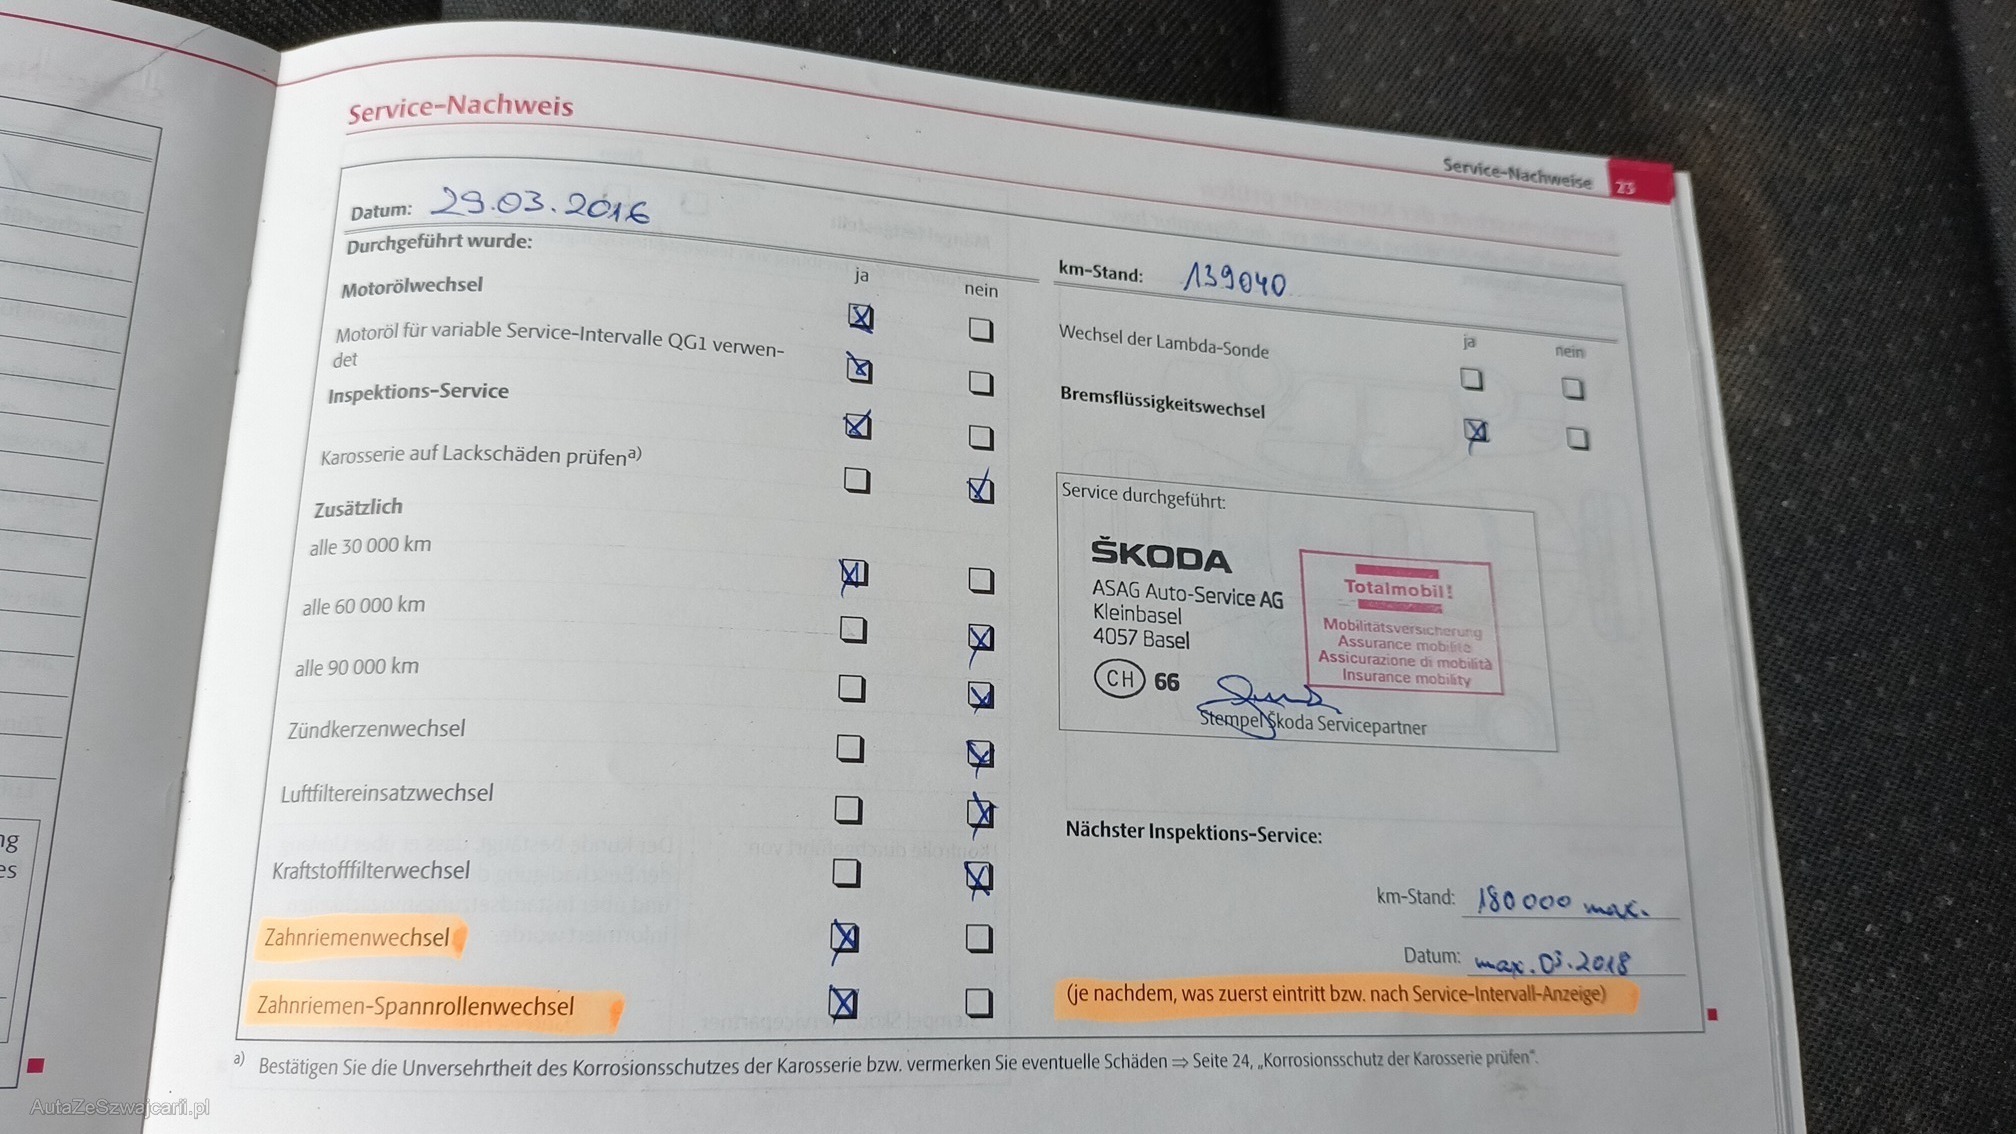 Service-Nachweis
Service-Nachweise 23
Datum: 29.03.2016
Durchgeführt wurde:
ja nein
Motorölwechsel
Motoröl für variable Service-Intervalle QG1 verwen-
det
Inspektions-Service
Karosserie auf Lackschäden prüfen a)
Zusätzlich
alle 30 000 km
alle 60 000 km
alle 90 000 km
Zündkerzenwechsel
Luftfiltereinsatzwechsel
Kraftstofffilterwechsel
Zahnriemenwechsel
Zahnriemen-Spannrollenwechsel
km-Stand: 139040
ja nein
Wechsel der Lambda-Sonde
Bremsflüssigkeitswechsel
Service durchgeführt:
ŠKODA
ASAG Auto-Service AG
Kleinbasel
4057 Basel
CH 66
Totalmobil!
Mobilitätsversicherung
Assurance mobilité
Assicurazione di mobilità
Insurance mobility
Stempel Škoda Servicepartner
Nächster Inspektions-Service:
km-Stand: 180000 max.
Datum: max. 03.2018
(je nachdem, was zuerst eintritt bzw. nach Service-Intervall-Anzeige)
a) Bestätigen Sie die Unversehrtheit des Korrosionsschutzes der Karosserie bzw. vermerken Sie eventuelle Schäden ⇒ Seite 24, „Korrosionsschutz der Karosserie prüfen“.
AutaZeSzwajcarii.pl